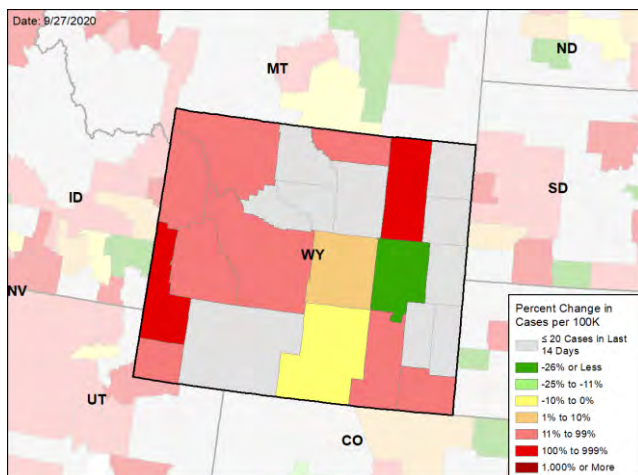 Date: 9/27/2020
ND
MT
SD
ID
WY
NV
UT
CO
Percent Change in
Cases per 100K
≤ 20 Cases in Last
14 Days
-26% or Less
-25% to -11%
-10% to 0%
1% to 10%
11% to 99%
100% to 999%
1,000% or More